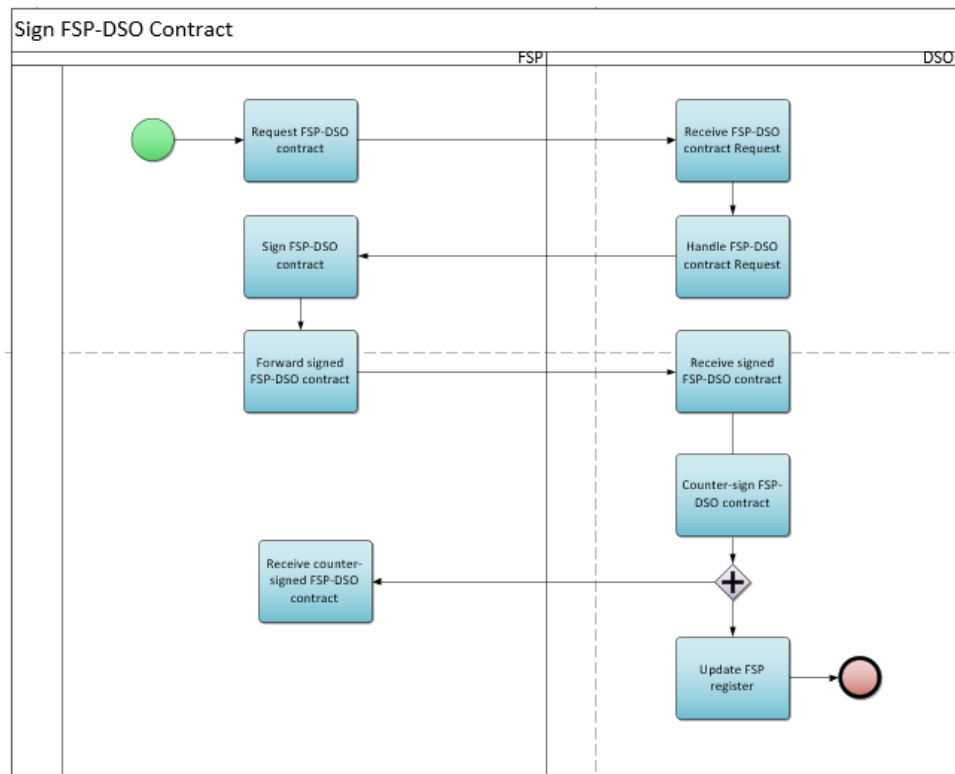 Sign FSP-DSO Contract
FSP
DSO
Request FSP-DSO
contract
Receive FSP-DSO
contract Request
Sign FSP-DSO
contract
Handle FSP-DSO
contract Request
Forward signed
FSP-DSO contract
Receive signed
FSP-DSO contract
Counter-sign FSP-
DSO contract
Receive counter-
signed FSP-DSO
contract
Update FSP
register